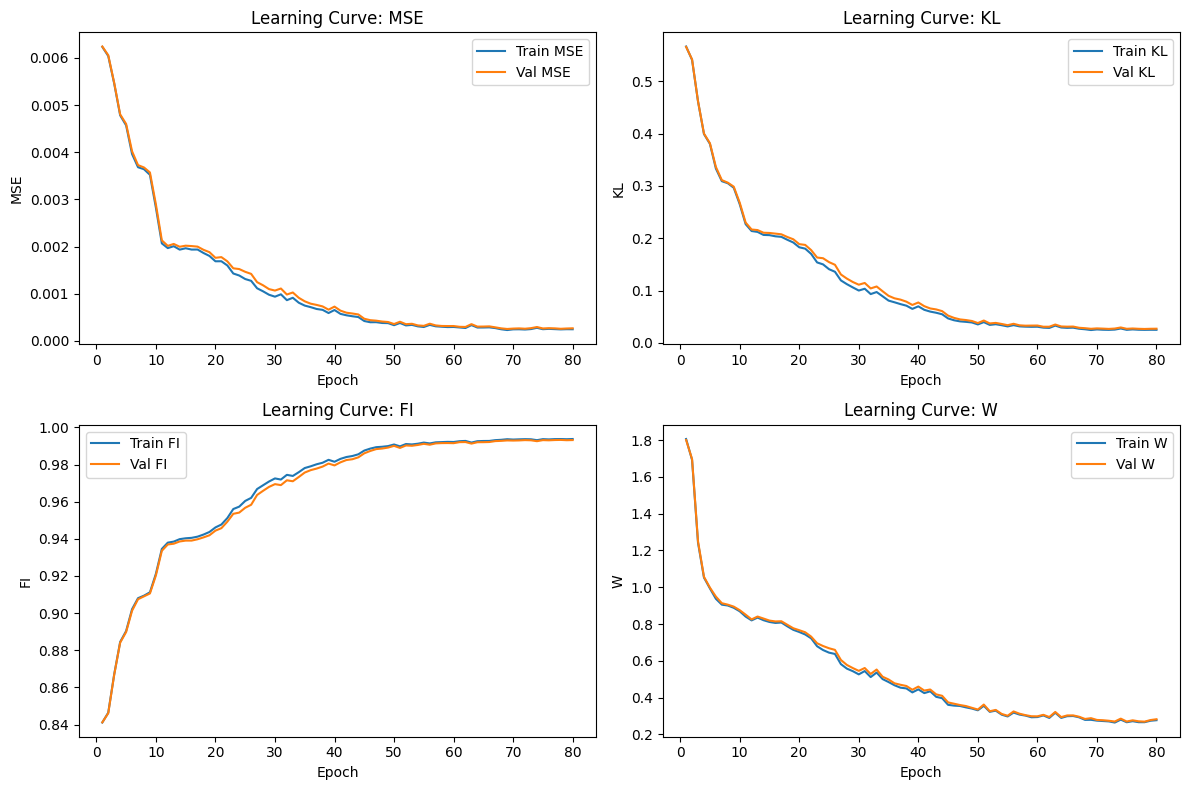 Learning Curve: MSE
0.006
0.005
0.004
0.003
0.002
0.001
0.000
MSE
Train MSE
Val MSE
0 10 20 30 40 50 60 70 80
Epoch
Learning Curve: KL
0.5
0.4
0.3
0.2
0.1
0.0
KL
Train KL
Val KL
0 10 20 30 40 50 60 70 80
Epoch
Learning Curve: FI
1.00
0.98
0.96
0.94
0.92
0.90
0.88
0.86
0.84
FI
Train FI
Val FI
0 10 20 30 40 50 60 70 80
Epoch
Learning Curve: W
1.8
1.6
1.4
1.2
1.0
0.8
0.6
0.4
0.2
W
Train W
Val W
0 10 20 30 40 50 60 70 80
Epoch